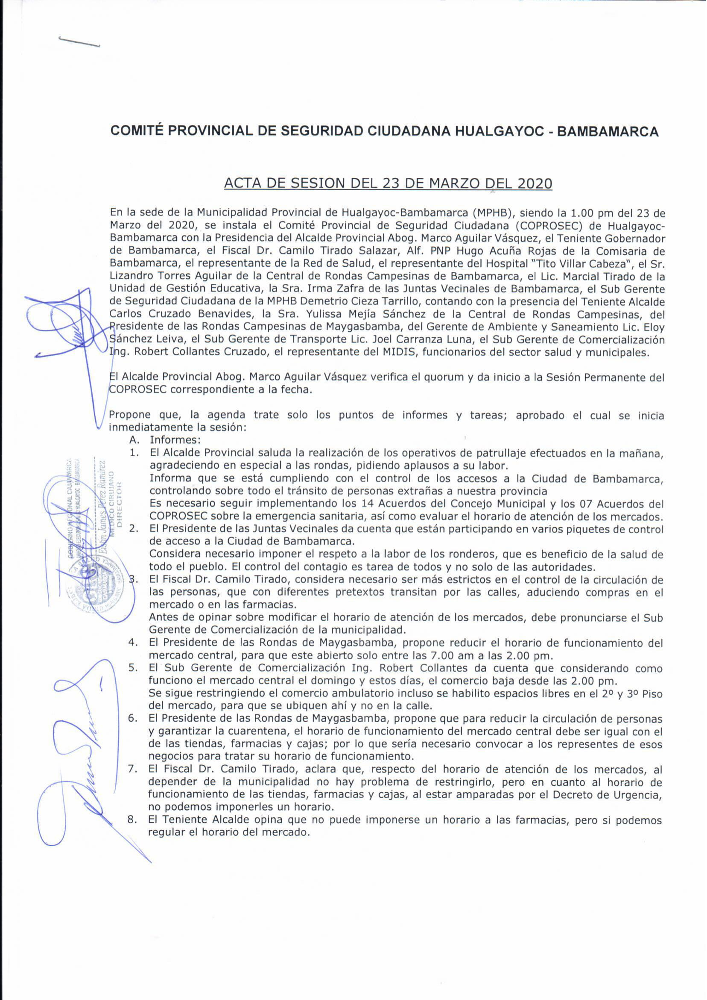 COMITÉ PROVINCIAL DE SEGURIDAD CIUDADANA HUALGAYOC - BAMBAMARCA
ACTA DE SESION DEL 23 DE MARZO DEL 2020
En la sede de la Municipalidad Provincial de Hualgayoc-Bambamarca (MPHB), siendo la 1.00 pm del 23 de
Marzo del 2020, se instala el Comité Provincial de Seguridad Ciudadana (COPROSEC) de Hualgayoc-
Bambamarca con la Presidencia del Alcalde Provincial Abog. Marco Aguilar Vásquez, el Teniente Gobernador
de Bambamarca, el Fiscal Dr. Camilo Tirado Salazar, Alf. PNP Hugo Acuña Rojas de la Comisaria de
Bambamarca, el representante de la Red de Salud, el representante del Hospital "Tito Villar Cabeza", el Sr.
Lizandro Torres Aguilar de la Central de Rondas Campesinas de Bambamarca, el Lic. Marcial Tirado de la
Unidad de Gestión Educativa, la Sra. Irma Zafra de las Juntas Vecinales de Bambamarca, el Sub Gerente
de Seguridad Ciudadana de la MPHB Demetrio Cieza Tarrillo, contando con la presencia del Teniente Alcalde
Carlos Cruzado Benavides, la Sra. Yulissa Mejía Sánchez de la Central de Rondas Campesinas, del
Presidente de las Rondas Campesinas de Maygasbamba, del Gerente de Ambiente y Saneamiento Lic. Eloy
Sánchez Leiva, el Sub Gerente de Transporte Lic. Joel Carranza Luna, el Sub Gerente de Comercialización
Ing. Robert Collantes Cruzado, el representante del MIDIS, funcionarios del sector salud y municipales.
El Alcalde Provincial Abog. Marco Aguilar Vásquez verifica el quorum y da inicio a la Sesión Permanente del
COPROSEC correspondiente a la fecha.
Propone que, la agenda trate solo los puntos de informes y tareas; aprobado el cual se inicia
inmediatamente la sesión:
A. Informes:
1. El Alcalde Provincial saluda la realización de los operativos de patrullaje efectuados en la mañana,
agradeciendo en especial a las rondas, pidiendo aplausos a su labor.
Informa que se está cumpliendo con el control de los accesos a la Ciudad de Bambamarca,
controlando sobre todo el tránsito de personas extrañas a nuestra provincia
Es necesario seguir implementando los 14 Acuerdos del Concejo Municipal y los 07 Acuerdos del
COPROSEC sobre la emergencia sanitaria, así como evaluar el horario de atención de los mercados.
2. El Presidente de las Juntas Vecinales da cuenta que están participando en varios piquetes de control
de acceso a la Ciudad de Bambamarca.
Considera necesario imponer el respeto a la labor de los ronderos, que es beneficio de la salud de
todo el pueblo. El control del contagio es tarea de todos y no solo de las autoridades.
3. El Fiscal Dr. Camilo Tirado, considera necesario ser más estrictos en el control de la circulación de
las personas, que con diferentes pretextos transitan por las calles, aduciendo compras en el
mercado o en las farmacias.
Antes de opinar sobre modificar el horario de atención de los mercados, debe pronunciarse el Sub
Gerente de Comercialización de la municipalidad.
4. El Presidente de las Rondas de Maygasbamba, propone reducir el horario de funcionamiento del
mercado central, para que este abierto solo entre las 7.00 am a las 2.00 pm.
5. El Sub Gerente de Comercialización Ing. Robert Collantes da cuenta que considerando como
funciono el mercado central el domingo y estos días, el comercio baja desde las 2.00 pm.
Se sigue restringiendo el comercio ambulatorio incluso se habilito espacios libres en el 2º y 3º Piso
del mercado, para que se ubiquen ahí y no en la calle.
6. El Presidente de las Rondas de Maygasbamba, propone que para reducir la circulación de personas
y garantizar la cuarentena, el horario de funcionamiento del mercado central debe ser igual con el
de las tiendas, farmacias y cajas; por lo que sería necesario convocar a los representes de esos
negocios para tratar su horario de funcionamiento.
7. El Fiscal Dr. Camilo Tirado, aclara que, respecto del horario de atención de los mercados, al
depender de la municipalidad no hay problema de restringirlo, pero en cuanto al horario de
funcionamiento de las tiendas, farmacias y cajas, al estar amparadas por el Decreto de Urgencia,
no podemos imponerles un horario.
8. El Teniente Alcalde opina que no puede imponerse un horario a las farmacias, pero si podemos
regular el horario del mercado.
GOBIERNO REGIONAL CAJAMARCA
James Pérez Ramírez
MÉDICO CIRUJANO
DIRECTOR